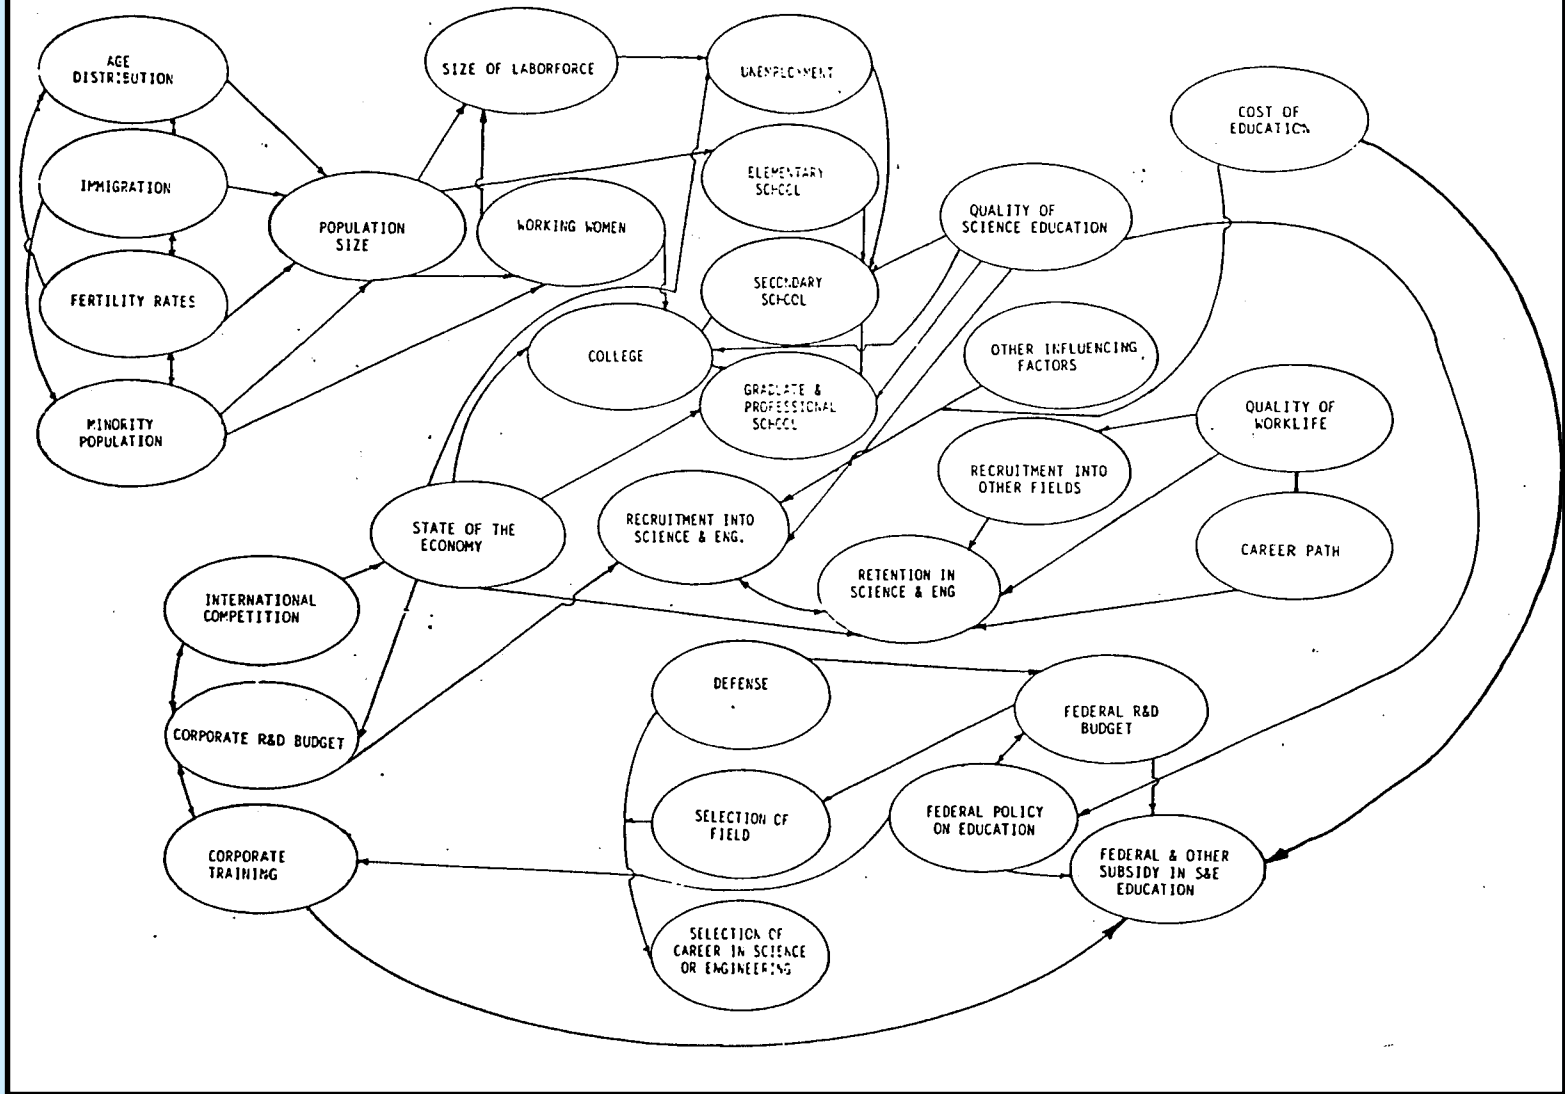 AGE
DISTRIBUTION
SIZE OF LABORFORCE
UNEMPLOYMENT
COST OF
EDUCATION
IMMIGRATION
ELEMENTARY
SCHOOL
POPULATION
SIZE
WORKING WOMEN
QUALITY OF
SCIENCE EDUCATION
FERTILITY RATES
SECONDARY
SCHOOL
COLLEGE
OTHER INFLUENCING
FACTORS
GRADUATE &
PROFESSIONAL
SCHOOL
QUALITY OF
WORKLIFE
MINORITY
POPULATION
RECRUITMENT INTO
OTHER FIELDS
STATE OF THE
ECONOMY
RECRUITMENT INTO
SCIENCE & ENG.
CAREER PATH
RETENTION IN
SCIENCE & ENG
INTERNATIONAL
COMPETITION
DEFENSE
FEDERAL R&D
BUDGET
CORPORATE R&D BUDGET
SELECTION OF
FIELD
FEDERAL POLICY
ON EDUCATION
CORPORATE
TRAINING
FEDERAL & OTHER
SUBSIDY IN S&E
EDUCATION
SELECTION OF
CAREER IN SCIENCE
OR ENGINEERING